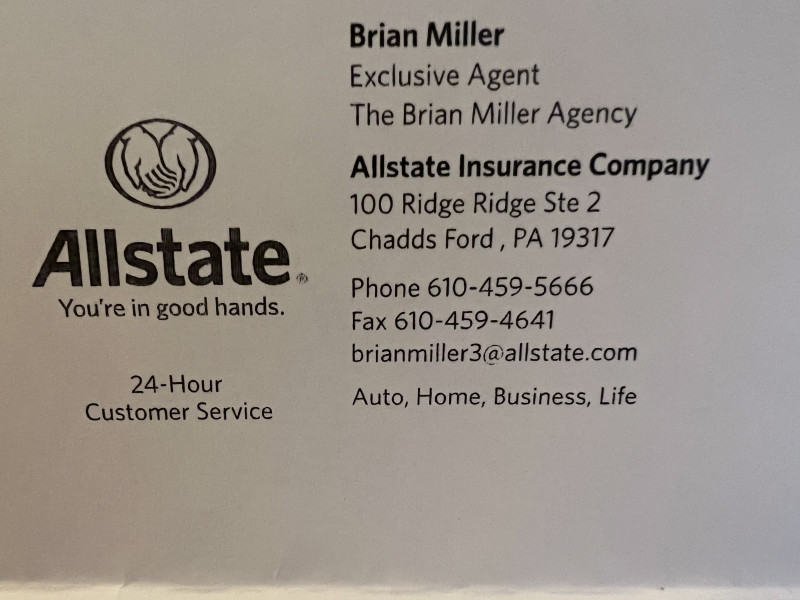 Allstate®
You're in good hands.
24-Hour
Customer Service
Brian Miller
Exclusive Agent
The Brian Miller Agency
Allstate Insurance Company
100 Ridge Ridge Ste 2
Chadds Ford , PA 19317
Phone 610-459-5666
Fax 610-459-4641
brianmiller3@allstate.com
Auto, Home, Business, Life